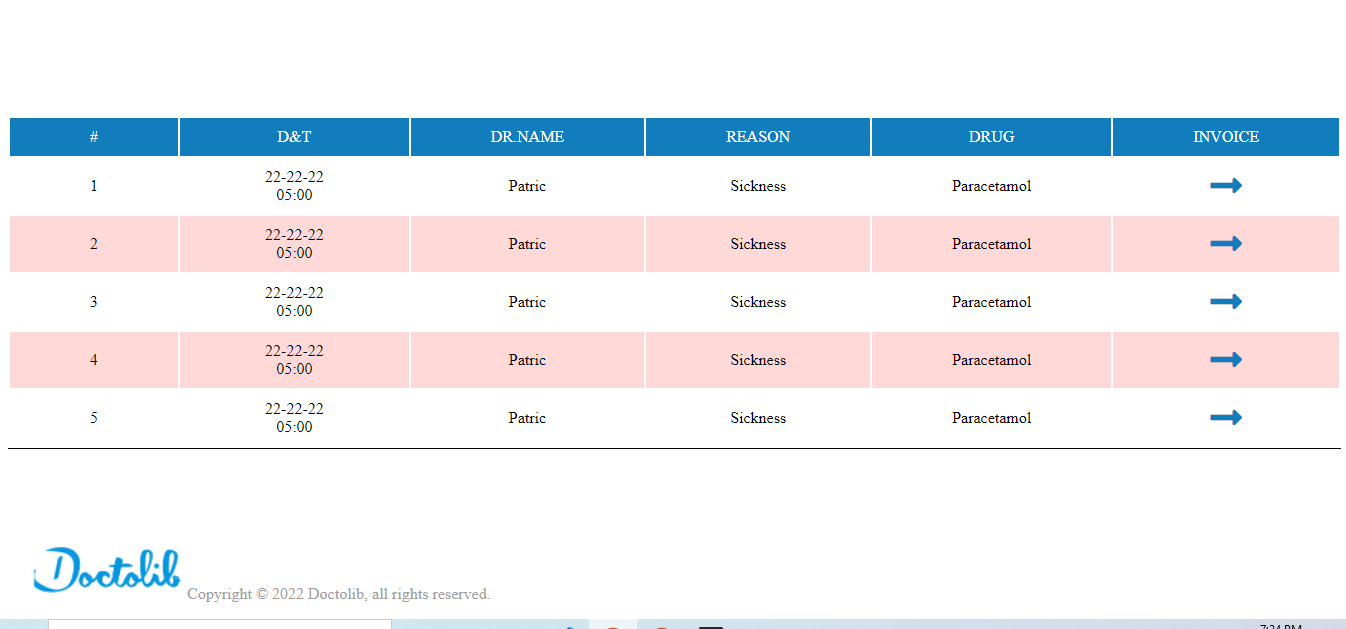 # D&T DR.NAME REASON DRUG INVOICE
1 22-22-22 Patric Sickness Paracetamol
05:00
2 22-22-22 Patric Sickness Paracetamol
05:00
3 22-22-22 Patric Sickness Paracetamol
05:00
4 22-22-22 Patric Sickness Paracetamol
05:00
5 22-22-22 Patric Sickness Paracetamol
05:00
Doctolib
Copyright © 2022 Doctolib, all rights reserved.